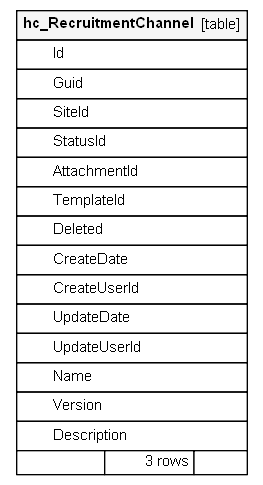 hc_RecruitmentChannel [table]
Id
Guid
SiteId
StatusId
AttachmentId
TemplateId
Deleted
CreateDate
CreateUserId
UpdateDate
UpdateUserId
Name
Version
Description
3 rows